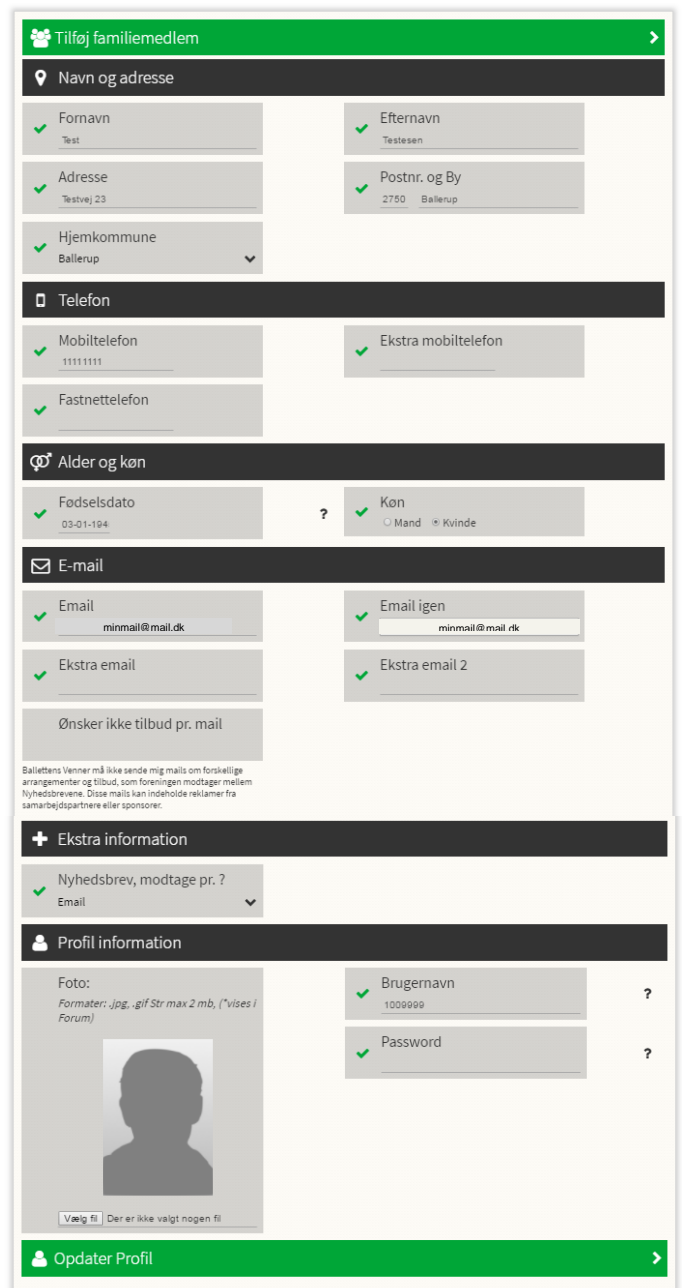 Tilføj familiemedlem
Navn og adresse
Fornavn
Test
Efternavn
Testesen
Adresse
Testvej 23
Postnr. og By
2750 Ballerup
Hjemkommune
Ballerup
Telefon
Mobiltelefon
11111111
Ekstra mobiltelefon
Fastnettelefon
Alder og køn
Fødselsdato
03-01-194
?
Køn
Mand Kvinde
E-mail
Email
minmail@mail.dk
Email igen
minmail@mail.dk
Ekstra email
Ekstra email 2
Ønsker ikke tilbud pr. mail
Ballettens Venner må ikke sende mig mails om forskellige
arrangementer og tilbud, som foreningen modtager mellem
Nyhedsbrevene. Disse mails kan indeholde reklamer fra
samarbejdspartnere eller sponsorer.
Ekstra information
Nyhedsbrev, modtage pr. ?
Email
Profil information
Foto:
Formater: .jpg, .gif Str max 2 mb, (*vises i
Forum)
Vælg fil Der er ikke valgt nogen fil
Brugernavn
1009999
?
Password
?
Opdater Profil